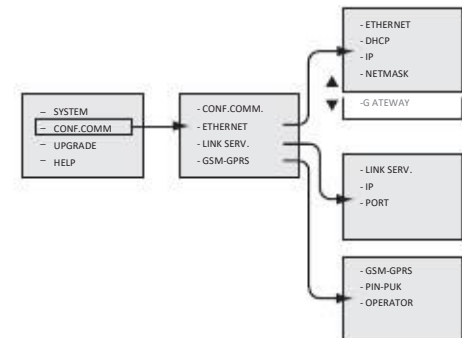 - SYSTEM
- CONF.COMM
- UPGRADE
- HELP
- CONF.COMM.
- ETHERNET
- LINK SERV.
- GSM-GPRS
- ETHERNET
- DHCP
- IP
- NETMASK
-G ATEWAY
- LINK SERV.
- IP
- PORT
- GSM-GPRS
- PIN-PUK
- OPERATOR